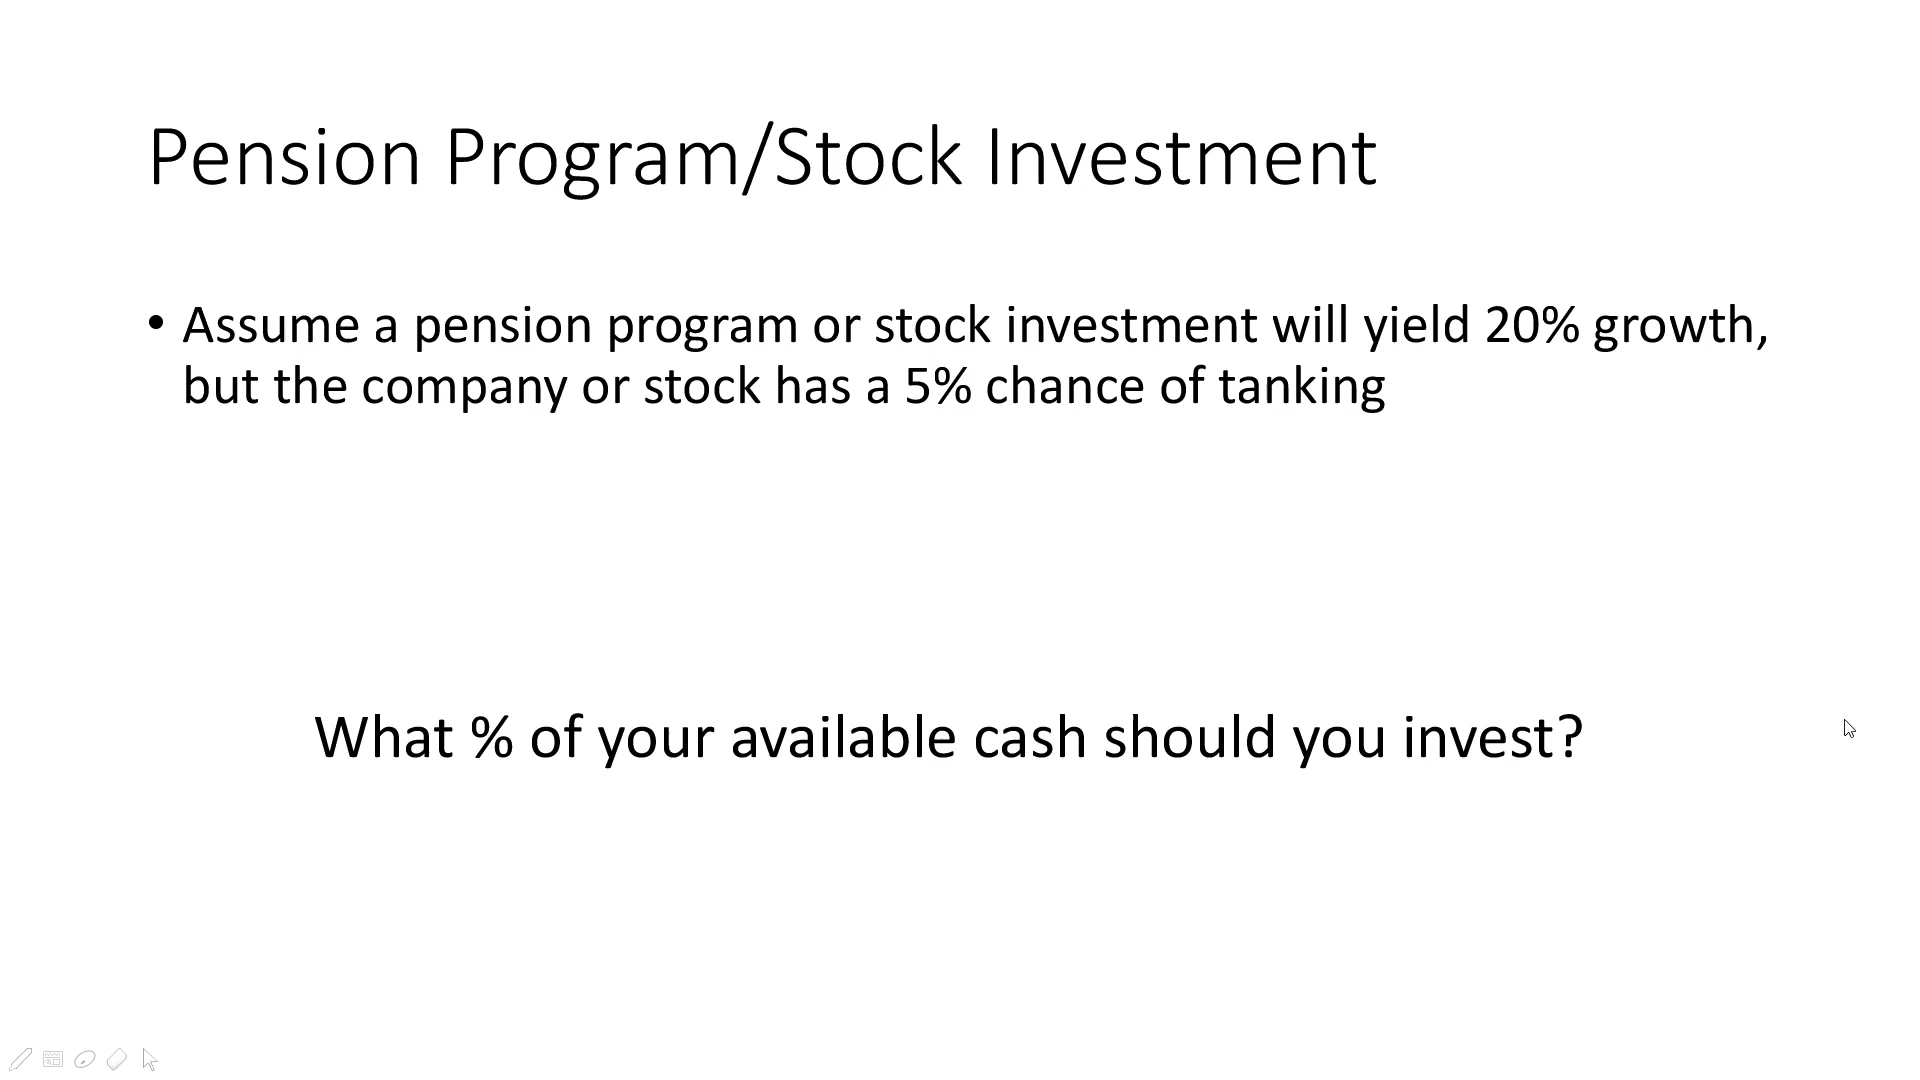 Pension Program/Stock Investment
• Assume a pension program or stock investment will yield 20% growth,
but the company or stock has a 5% chance of tanking
What % of your available cash should you invest?